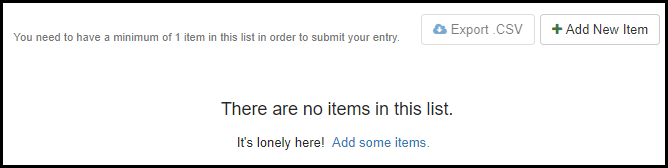 You need to have a minimum of 1 item in this list in order to submit your entry.
Export .CSV
Add New Item
There are no items in this list.
It's lonely here! Add some items.